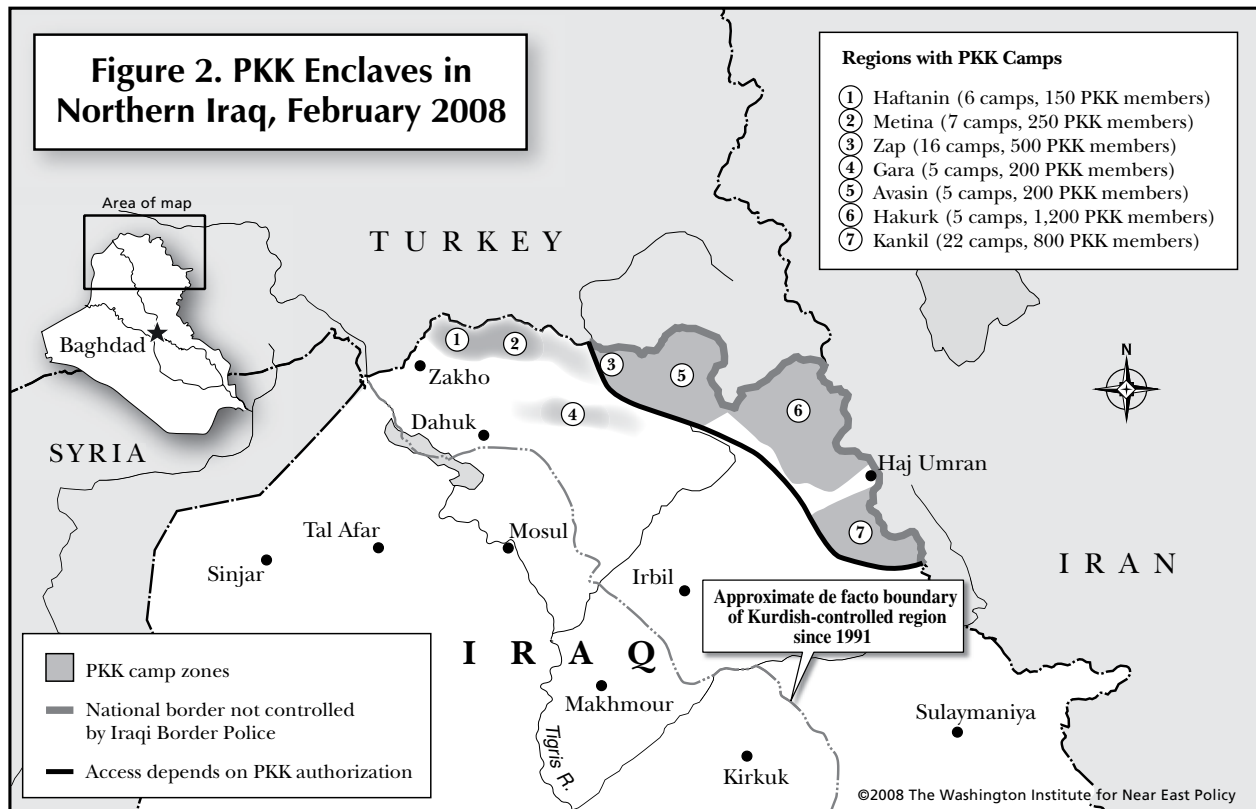 Figure 2. PKK Enclaves in
Northern Iraq, February 2008
Regions with PKK Camps
1 Haftanin (6 camps, 150 PKK members)
2 Metina (7 camps, 250 PKK members)
3 Zap (16 camps, 500 PKK members)
4 Gara (5 camps, 200 PKK members)
5 Avasin (5 camps, 200 PKK members)
6 Hakurk (5 camps, 1,200 PKK members)
7 Kankil (22 camps, 800 PKK members)
Area of map
Baghdad
TURKEY
N
SYRIA
IRAN
IRAQ
1
2
3
5
4
6
7
Zakho
Dahuk
Haj Umran
Tal Afar
Mosul
Sinjar
Irbil
Approximate de facto boundary
of Kurdish-controlled region
since 1991
Makhmour
Sulaymaniya
Tigris R.
Kirkuk
PKK camp zones
National border not controlled
by Iraqi Border Police
Access depends on PKK authorization
©2008 The Washington Institute for Near East Policy